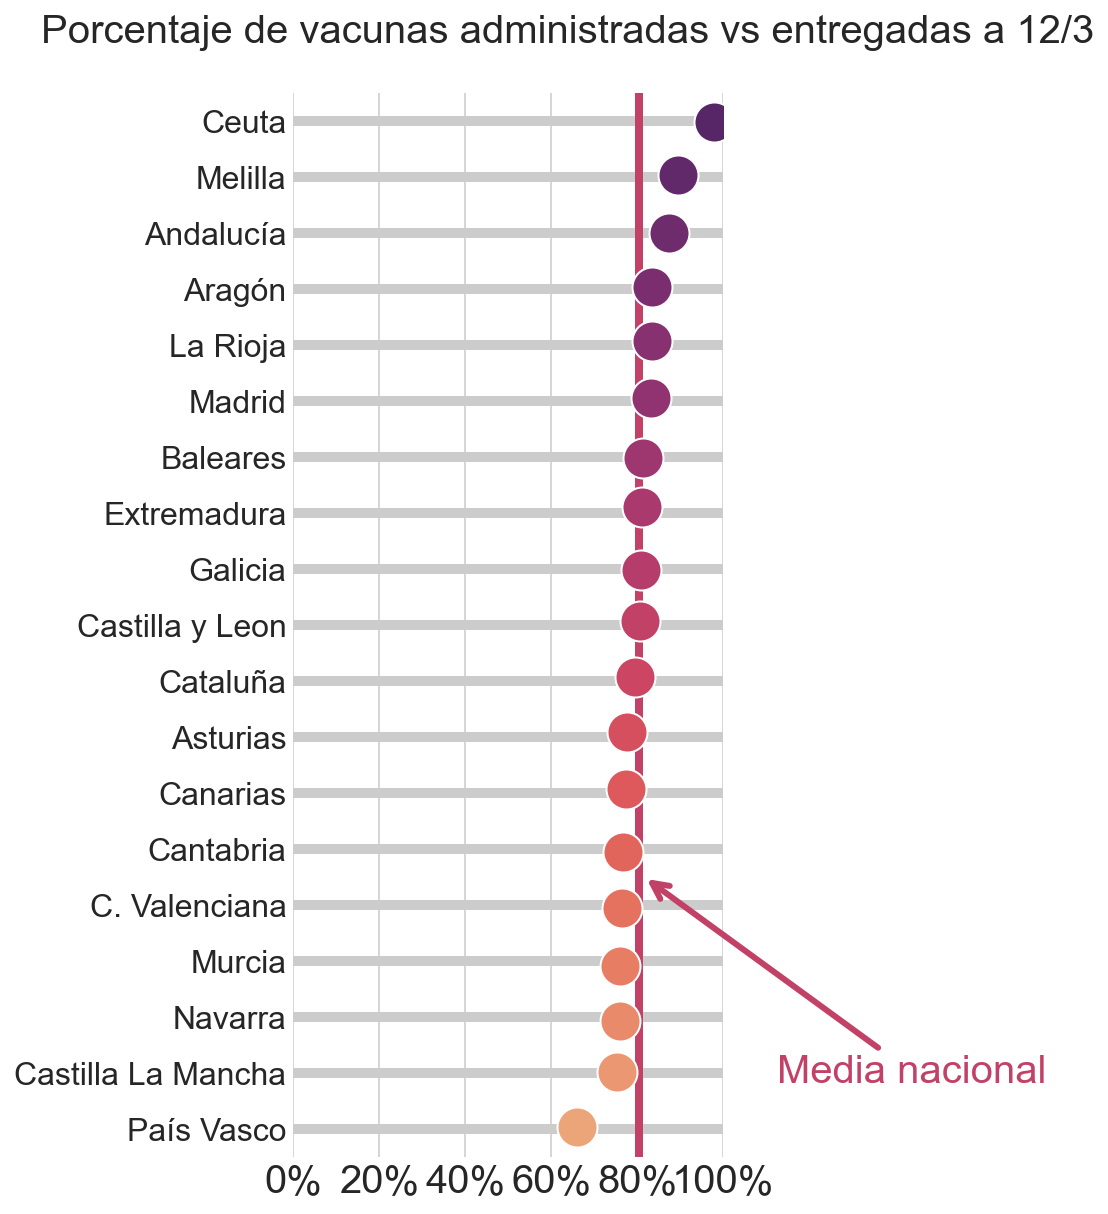 Porcentaje de vacunas administradas vs entregadas a 12/3
Ceuta
Melilla
Andalucía
Aragón
La Rioja
Madrid
Baleares
Extremadura
Galicia
Castilla y Leon
Cataluña
Asturias
Canarias
Cantabria
C. Valenciana
Murcia
Navarra
Castilla La Mancha
País Vasco
Media nacional
0% 20% 40% 60% 80% 100%